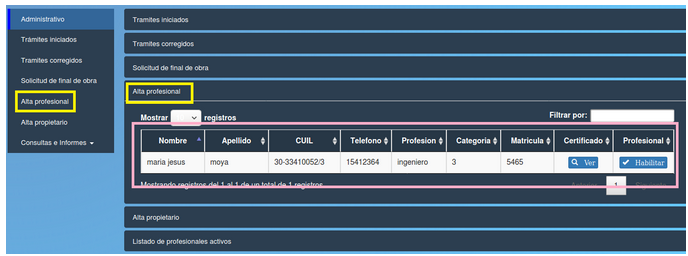 Administrativo
Trámites iniciados
Tramites corregidos
Solicitud de final de obra
Alta profesional
Alta propietario
Consultas e Informes
Tramites iniciados
Tramites corregidos
Solicitud de final de obra
Alta profesional
Mostrar registros
Filtrar por:
Nombre Apellido CUIL Telefono Profesion Categoria Matricula Certificado Profesional
maria jesus moya 30-33410052/3 15412364 ingeniero 3 5465 Ver Habilitar
Mostrando registros del 1 al 1 de un total de 1 registros
1
Alta propietario
Listado de profesionales activos